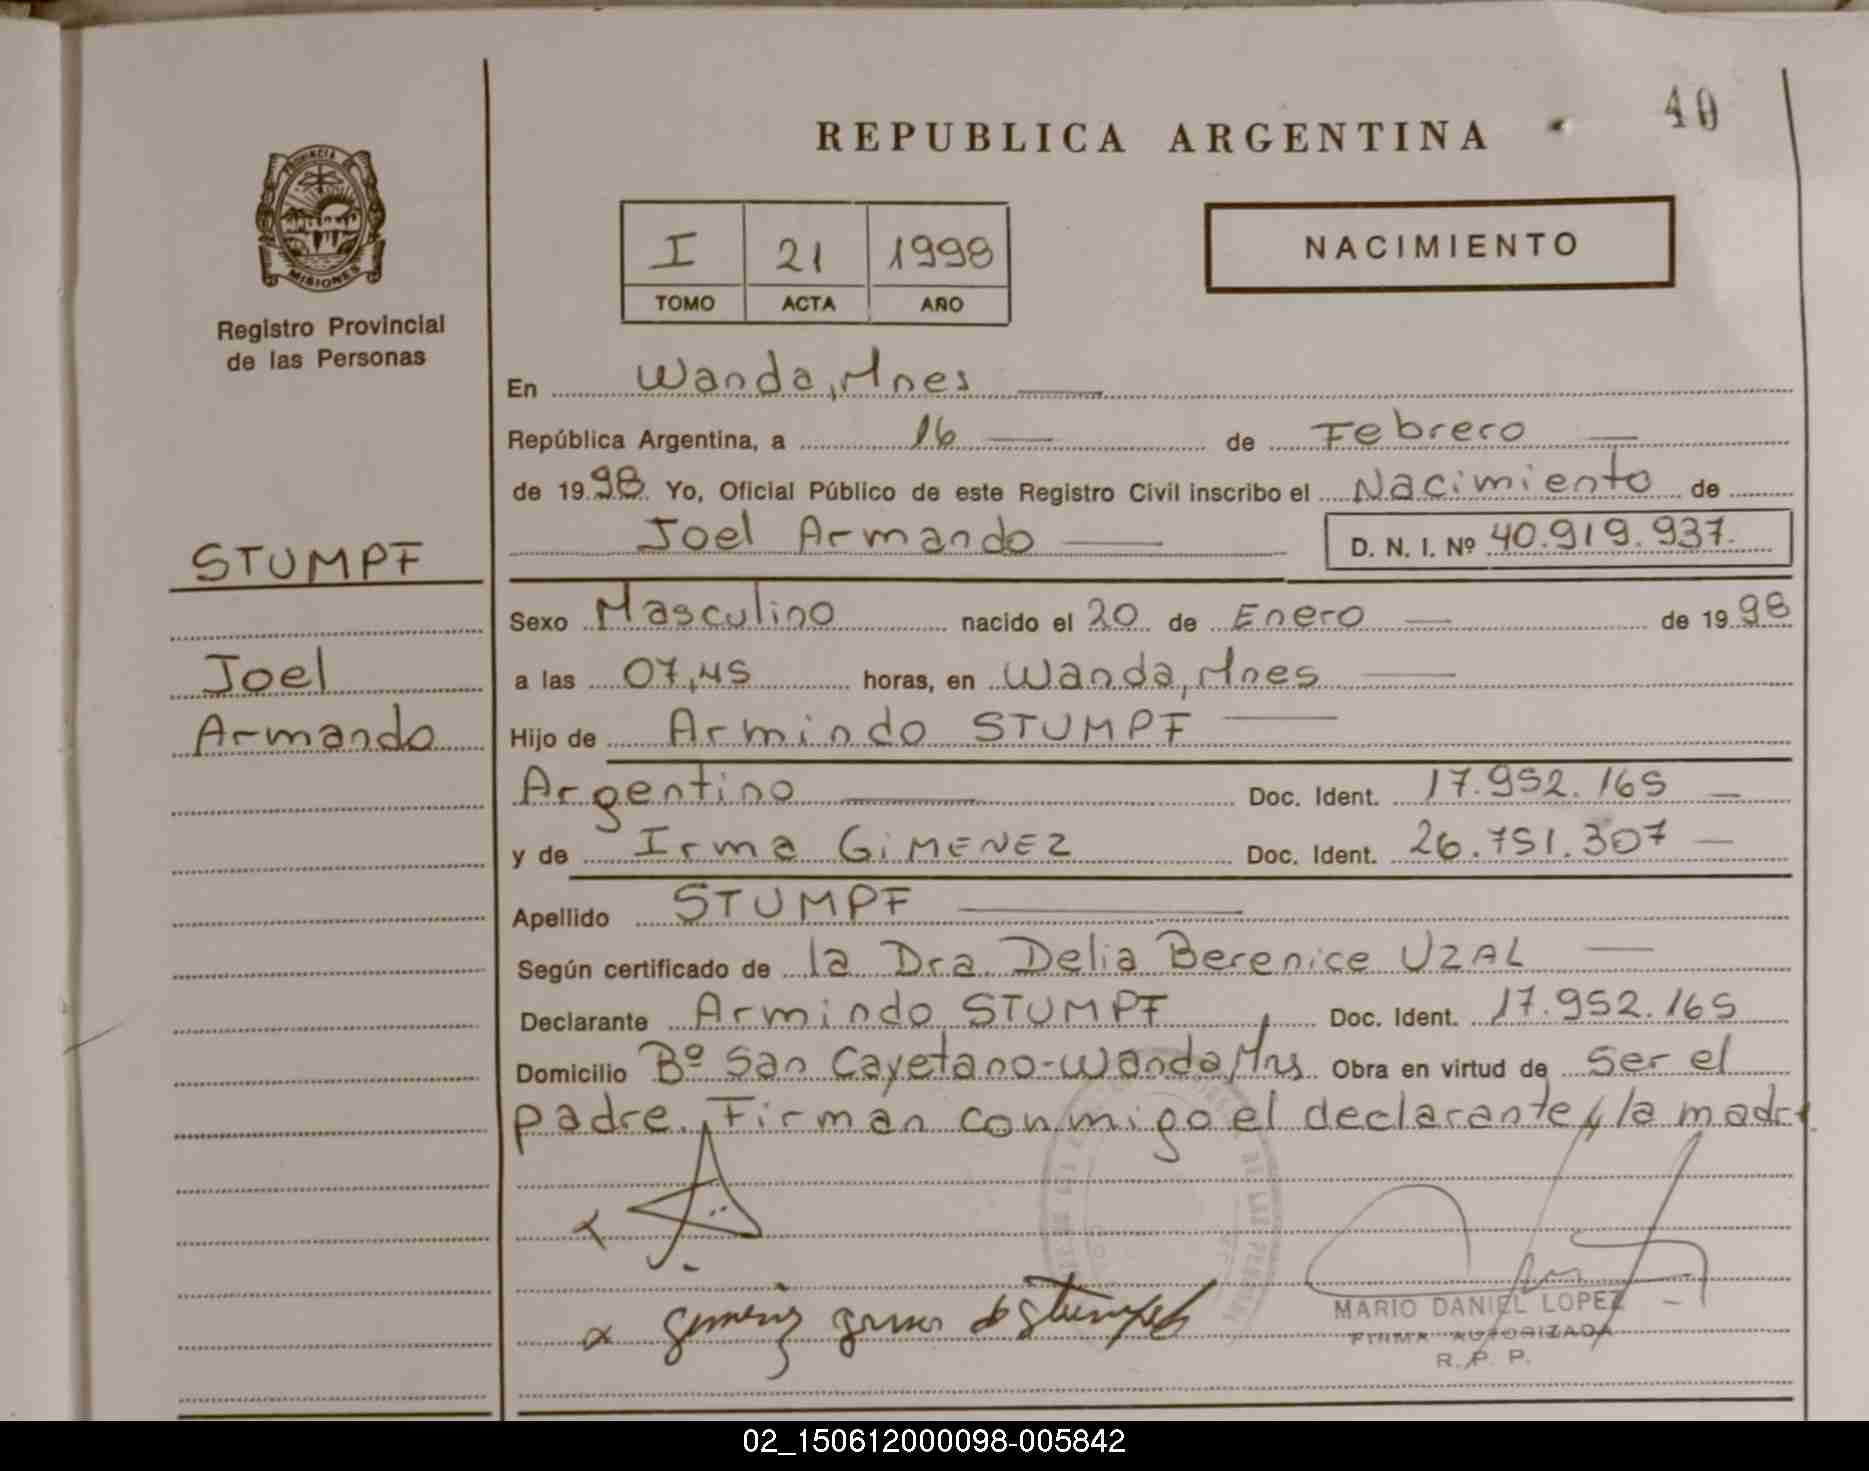 40
REPUBLICA ARGENTINA
PROVINCIA DE
MISIONES
I 21 1998
NACIMIENTO
TOMO ACTA AÑO
Registro Provincial
de las Personas
En Wanda, Mnes
República Argentina, a 16 de Febrero
de 1998. Yo, Oficial Público de este Registro Civil inscribo el Nacimiento de
Joel Armando D. N. I. Nº 40.919.937.
STUMPF
Sexo Masculino nacido el 20 de Enero de 1998
Joel
a las 07,45 horas, en Wanda, Mnes
Armando
Hijo de Armindo STUMPF
Argentino Doc. Ident. 17.952.165
y de Irma GiMENEZ Doc. Ident. 26.751.307
Apellido STUMPF
Según certificado de la Dra. Delia Berenice UZAL
Declarante Armindo STUMPF Doc. Ident. 17.952.165
Domicilio Bº San Cayetano-Wanda, Mns Obra en virtud de Ser el
padre. Firman conmigo el declarante y la madre.
MARIO DANIEL LOPEZ
FIRMA AUTORIZADA
R. P. P.
02_150612000098-005842